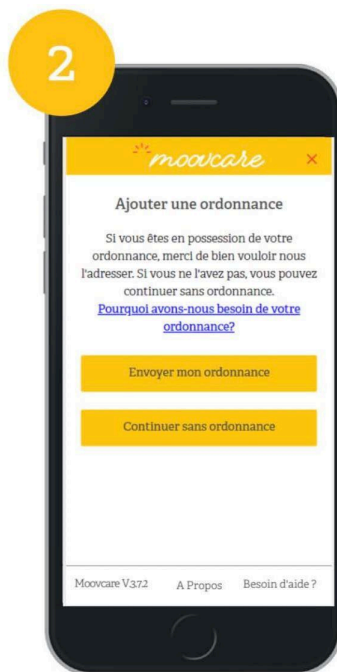 2
moovcare ×
Ajouter une ordonnance
Si vous êtes en possession de votre
ordonnance, merci de bien vouloir nous
l'adresser. Si vous ne l'avez pas, vous pouvez
continuer sans ordonnance.
Pourquoi avons-nous besoin de votre
ordonnance?
Envoyer mon ordonnance
Continuer sans ordonnance
Moovcare V.3.7.2 A Propos Besoin d'aide ?